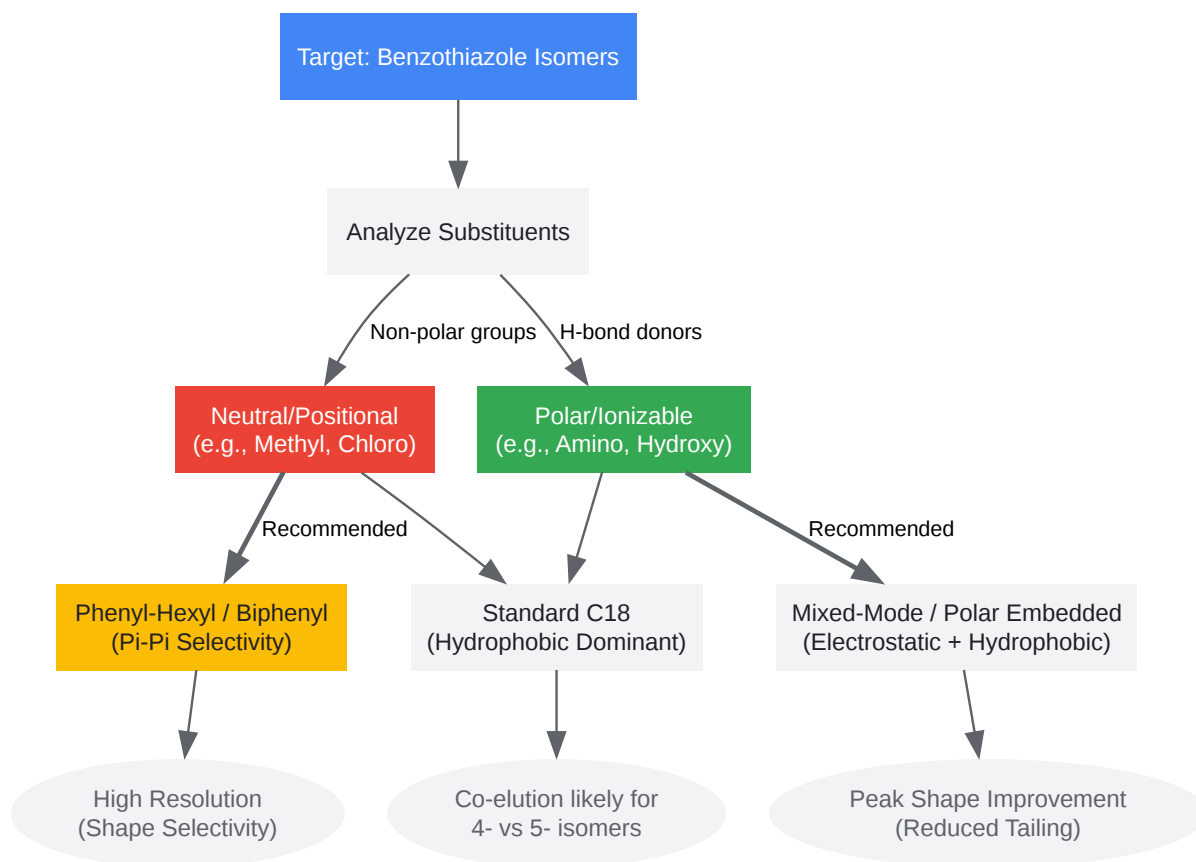 Target: Benzothiazole Isomers
Analyze Substituents
Non-polar groups
H-bond donors
Neutral/Positional
(e.g., Methyl, Chloro)
Polar/Ionizable
(e.g., Amino, Hydroxy)
Recommended
Recommended
Phenyl-Hexyl / Biphenyl
(Pi-Pi Selectivity)
Standard C18
(Hydrophobic Dominant)
Mixed-Mode / Polar Embedded
(Electrostatic + Hydrophobic)
High Resolution
(Shape Selectivity)
Co-elution likely for
4- vs 5- isomers
Peak Shape Improvement
(Reduced Tailing)